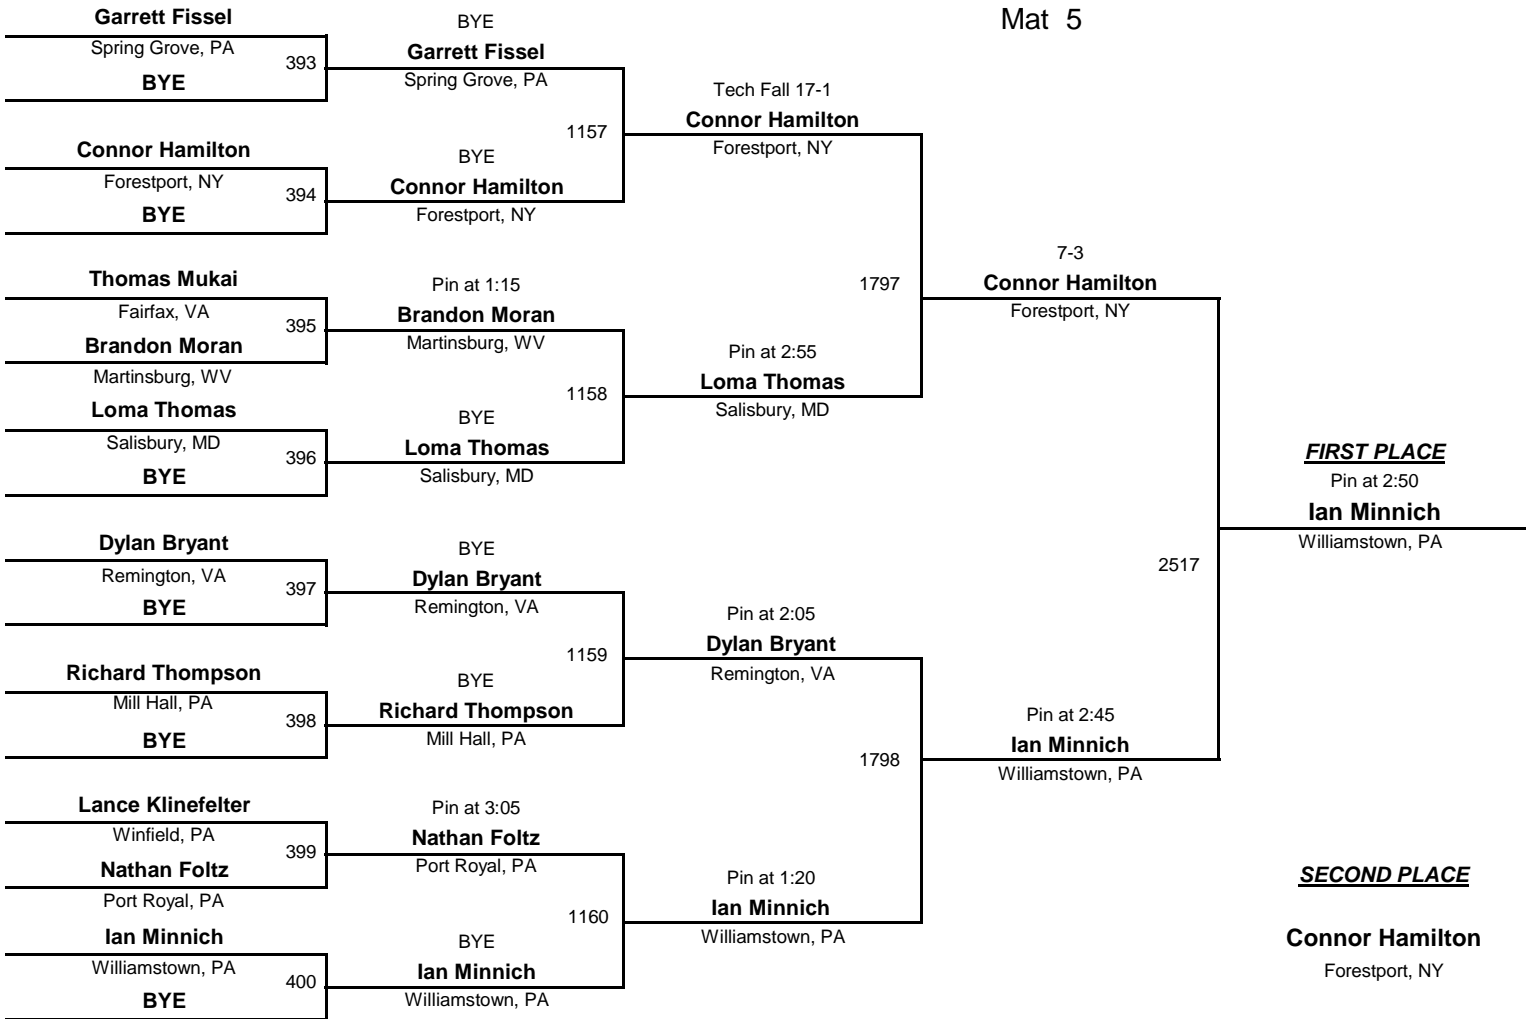 Mat 5
Garrett Fissel
Spring Grove, PA
393
BYE
Connor Hamilton
Forestport, NY
394
BYE
Thomas Mukai
Fairfax, VA
395
Brandon Moran
Martinsburg, WV
Loma Thomas
Salisbury, MD
396
BYE
Dylan Bryant
Remington, VA
397
BYE
Richard Thompson
Mill Hall, PA
398
BYE
Lance Klinefelter
Winfield, PA
399
Nathan Foltz
Port Royal, PA
Ian Minnich
Williamstown, PA
400
BYE
BYE
Garrett Fissel
Spring Grove, PA
1157
BYE
Connor Hamilton
Forestport, NY
Pin at 1:15
Brandon Moran
Martinsburg, WV
1158
BYE
Loma Thomas
Salisbury, MD
BYE
Dylan Bryant
Remington, VA
1159
BYE
Richard Thompson
Mill Hall, PA
Pin at 3:05
Nathan Foltz
Port Royal, PA
1160
BYE
Ian Minnich
Williamstown, PA
Tech Fall 17-1
Connor Hamilton
Forestport, NY
1797
Pin at 2:55
Loma Thomas
Salisbury, MD
Pin at 2:05
Dylan Bryant
Remington, VA
1798
Pin at 1:20
Ian Minnich
Williamstown, PA
7-3
Connor Hamilton
Forestport, NY
2517
Pin at 2:45
Ian Minnich
Williamstown, PA
FIRST PLACE
Pin at 2:50
Ian Minnich
Williamstown, PA
SECOND PLACE
Connor Hamilton
Forestport, NY